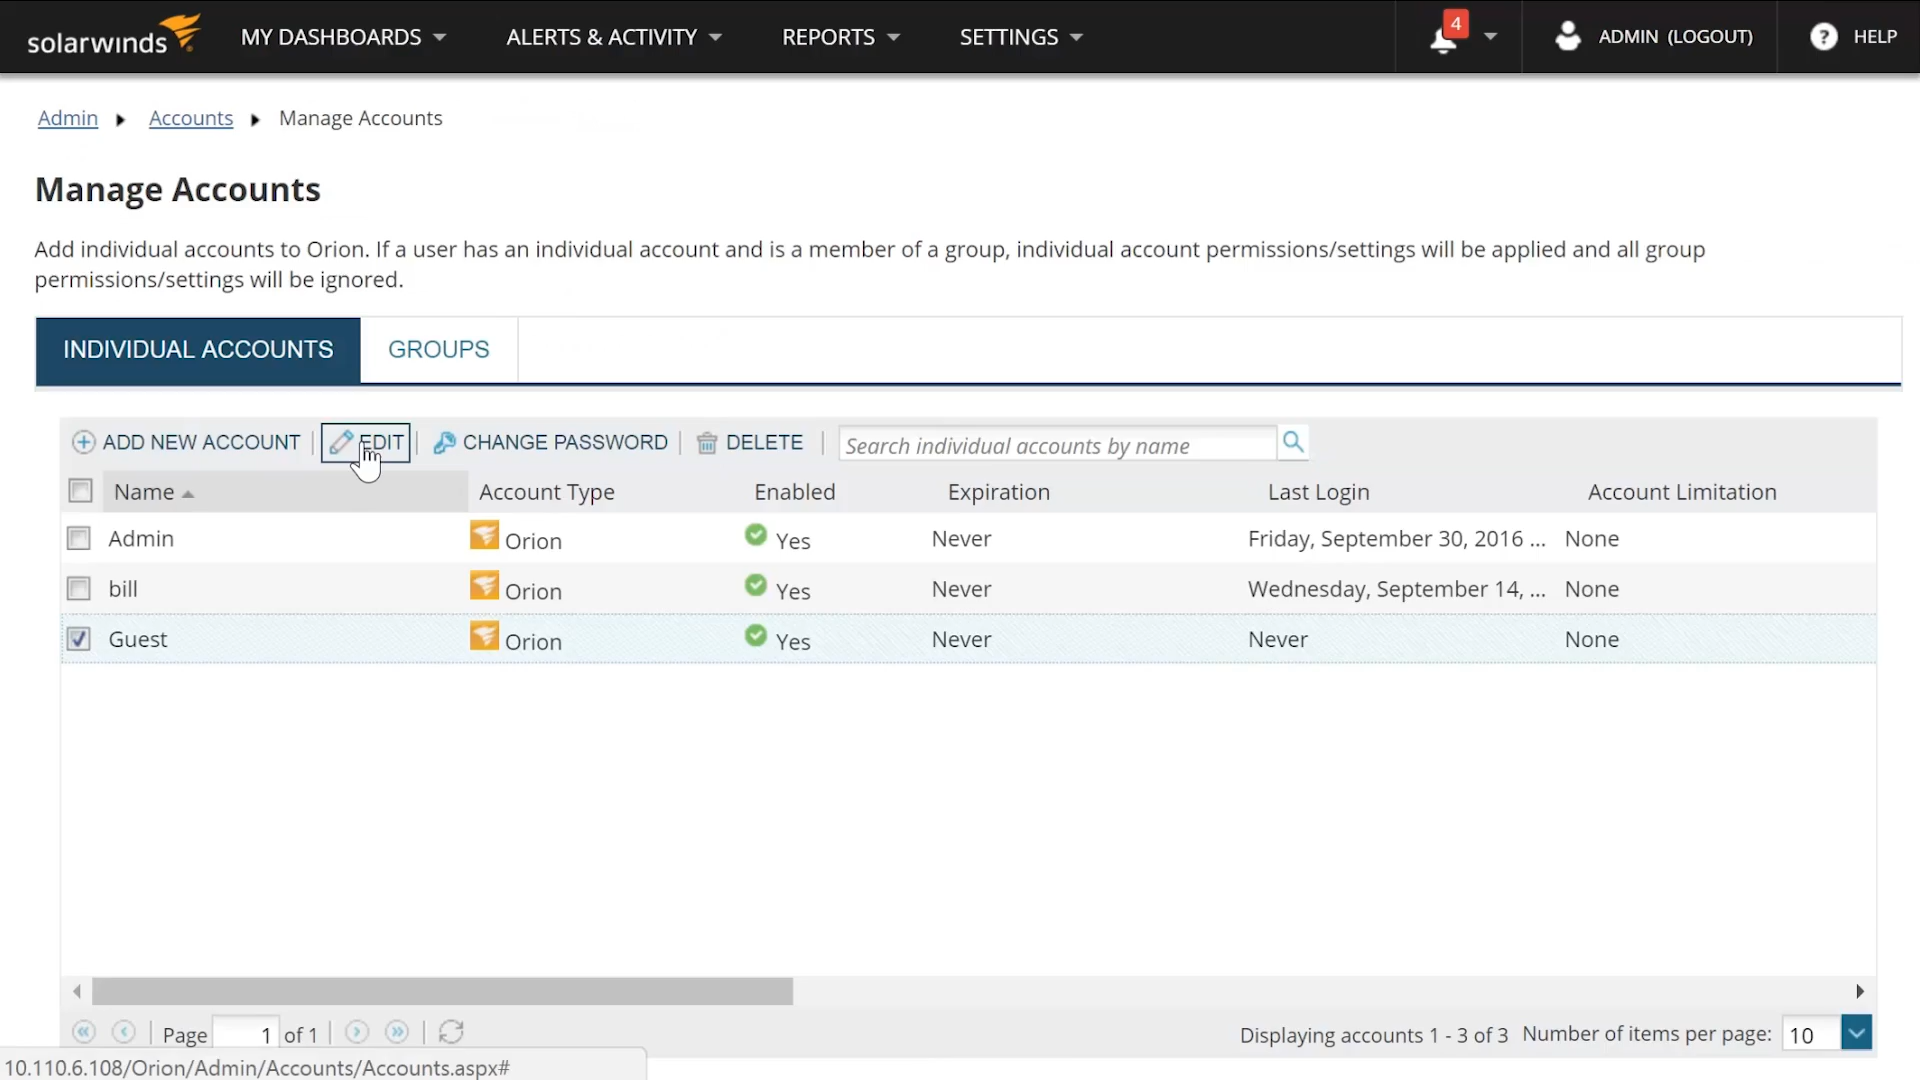 solarwinds MY DASHBOARDS ALERTS & ACTIVITY REPORTS SETTINGS 4 ADMIN (LOGOUT) ? HELP
Admin Accounts Manage Accounts
Manage Accounts
Add individual accounts to Orion. If a user has an individual account and is a member of a group, individual account permissions/settings will be applied and all group
permissions/settings will be ignored.
INDIVIDUAL ACCOUNTS GROUPS
ADD NEW ACCOUNT EDIT CHANGE PASSWORD DELETE Search individual accounts by name
Name Account Type Enabled Expiration Last Login Account Limitation
Admin Orion Yes Never Friday, September 30, 2016 ... None
bill Orion Yes Never Wednesday, September 14, ... None
Guest Orion Yes Never Never None
Page 1 of 1 Displaying accounts 1 - 3 of 3 Number of items per page: 10
10.110.6.108/Orion/Admin/Accounts/Accounts.aspx#